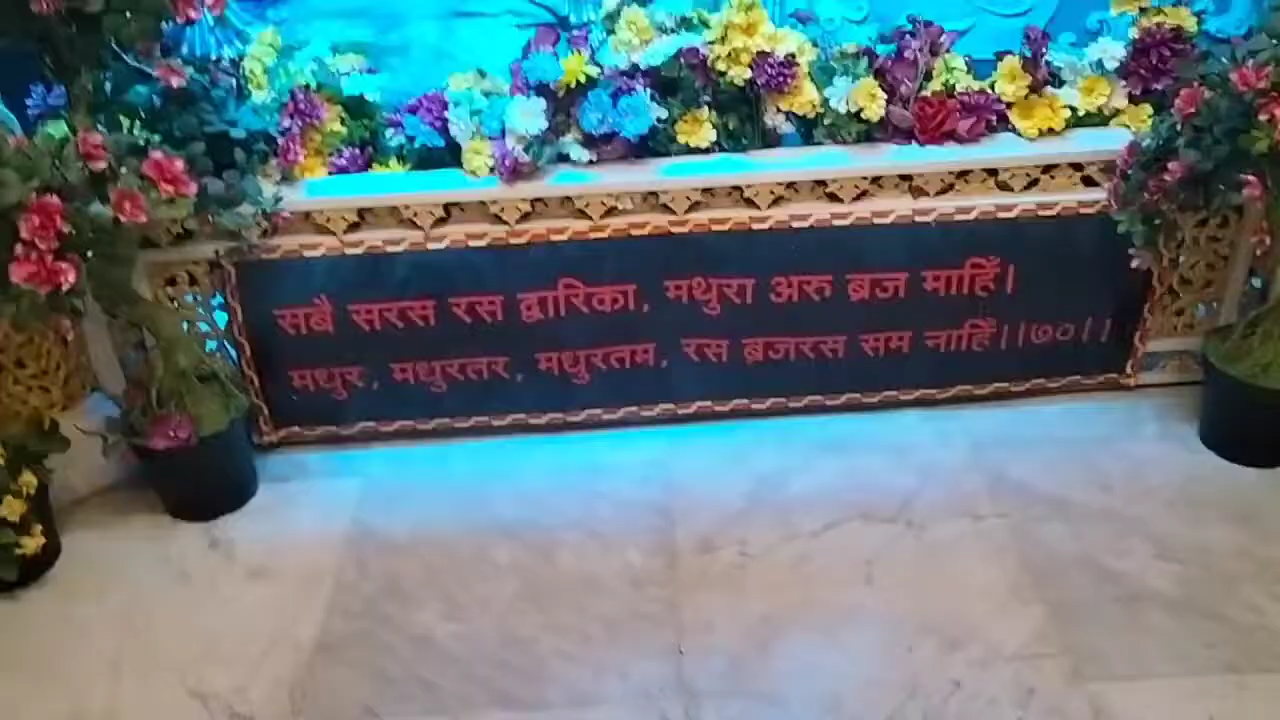 सबै सरस रस द्वारिका, मथुरा अरु ब्रज माहिँ।
मधुर, मधुरतर, मधुरतम, रस ब्रजरस सम नाहिँ।।७०।।